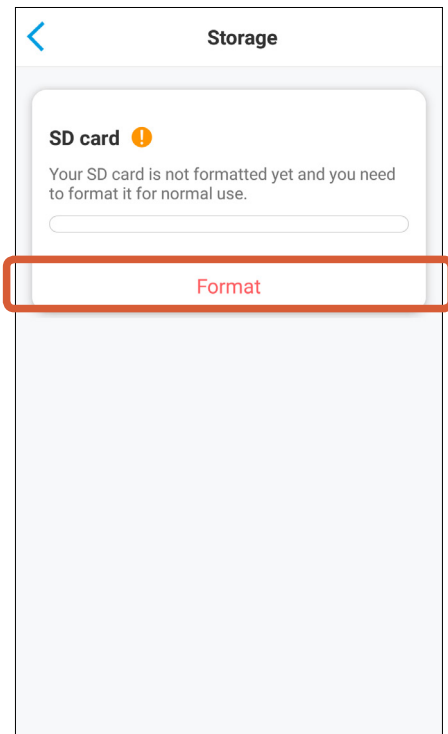 Storage
SD card
Your SD card is not formatted yet and you need
to format it for normal use.
Format